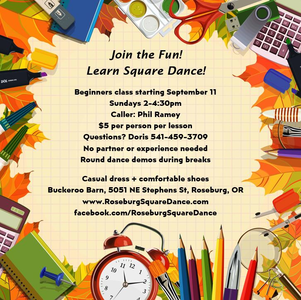 Join the Fun!
Learn Square Dance!
Beginners class starting September 11
Sundays 2-4:30pm
Caller: Phil Ramey
$5 per person per lesson
Questions? Doris 541-459-3709
No partner or experience needed
Round dance demos during breaks
Casual dress + comfortable shoes
Buckeroo Barn, 5051 NE Stephens St, Roseburg, OR
www.RoseburgSquareDance.com
facebook.com/RoseburgSquareDance